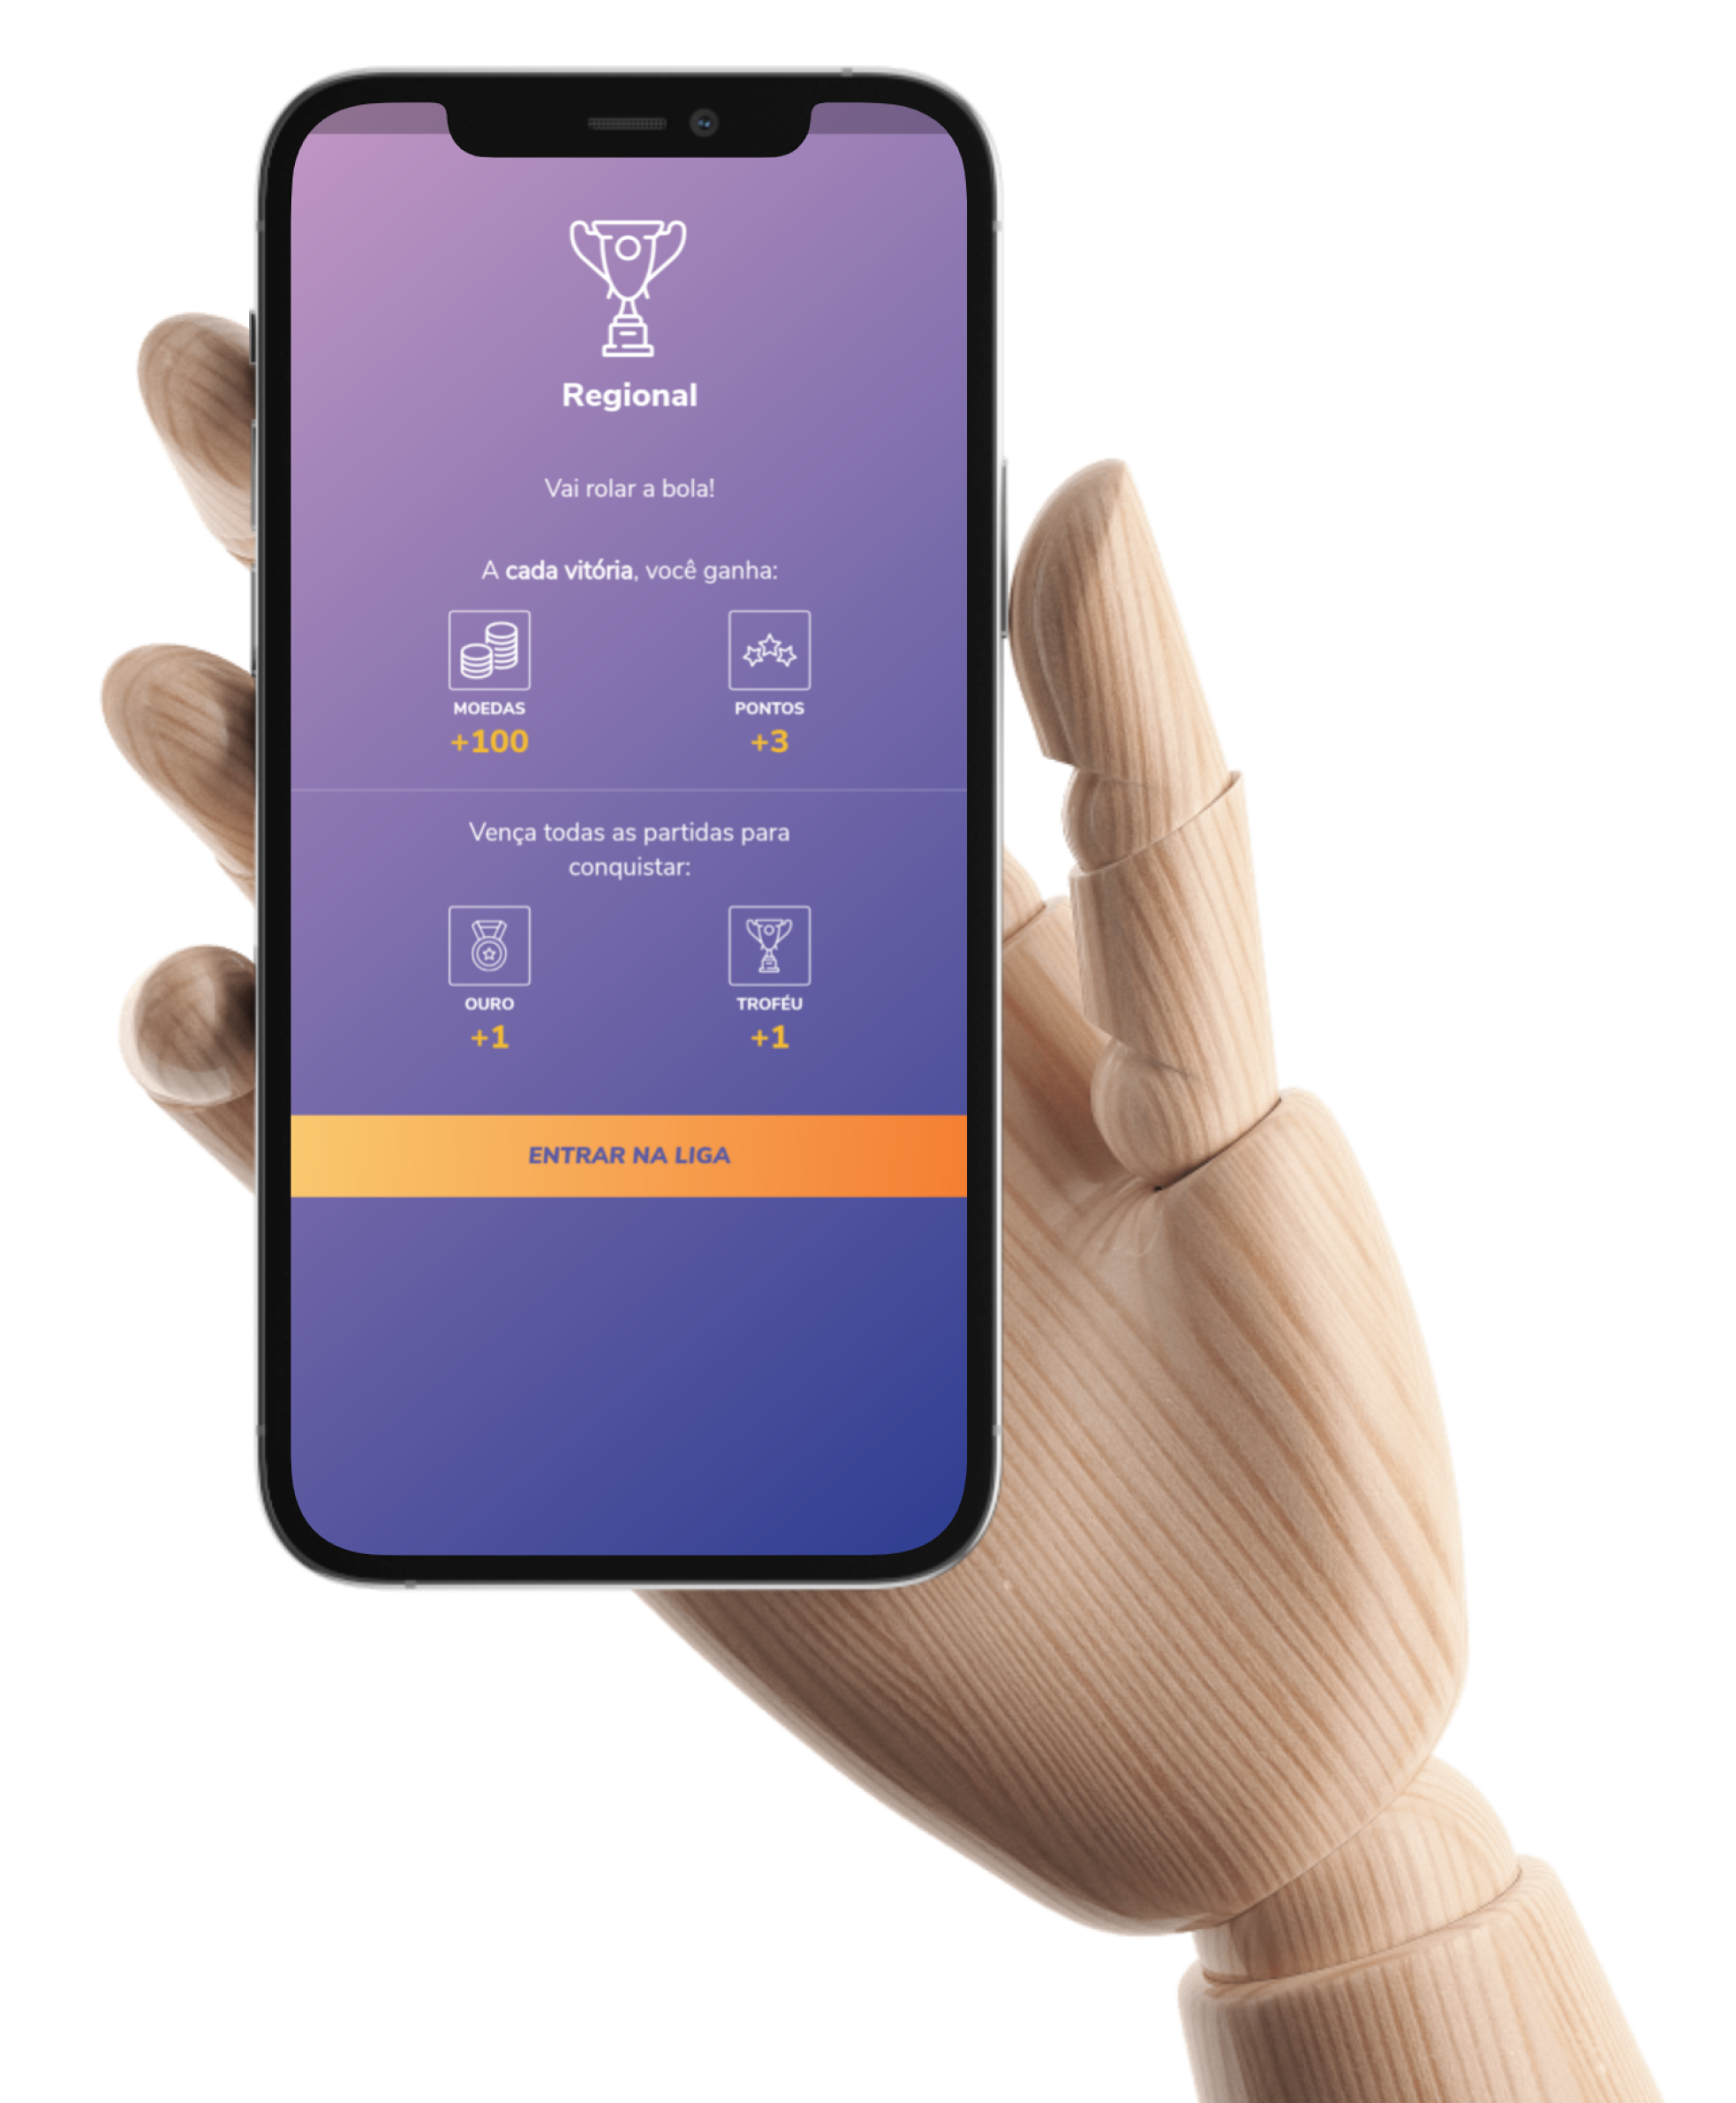 Regional
Vai rolar a bola!
A cada vitória, você ganha:
MOEDAS
+100
PONTOS
+3
Vença todas as partidas para
conquistar:
OURO
+1
TROFÉU
+1
ENTRAR NA LIGA